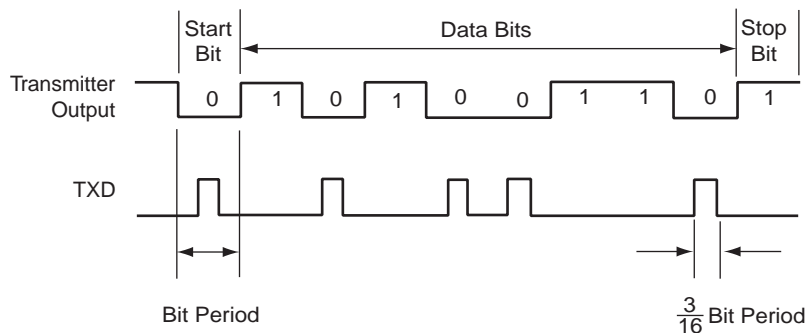 Start Bit
Data Bits
Stop Bit
Transmitter Output
0 1 0 1 0 0 1 1 0 1
TXD
Bit Period
3/16 Bit Period